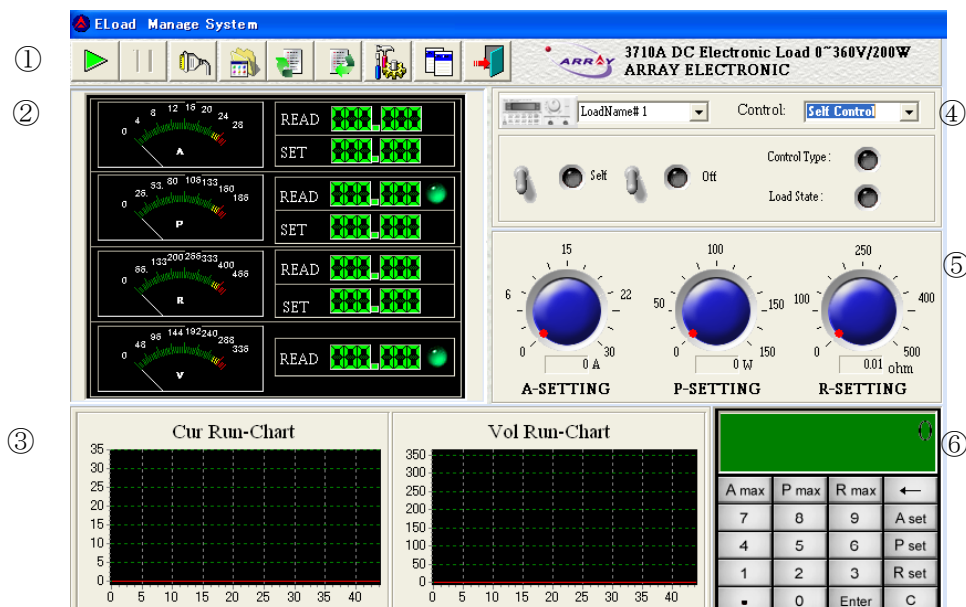 ELoad Manage System
①
ARRAY
3710A DC Electronic Load 0~360V/200W
ARRAY ELECTRONIC
②
0 4 8 12 16 20 24 28
A
READ
SET
0 26. 53. 80 106 133 160 186
P
READ
SET
0 66. 133 200 266 333 400 466
R
READ
SET
0 48 96 144 192 240 288 336
V
READ
LoadName# 1
Control:
Self Control
④
Self
Off
Control Type:
Load State:
⑤
0 6 15 22 30
0 A
A-SETTING
0 50 100 150 150
0 W
P-SETTING
0 100 250 400 500
0.01 ohm
R-SETTING
③
Cur Run-Chart
35
30
25
20
15
10
5
0
0 5 10 15 20 25 30 35 40
Vol Run-Chart
350
300
250
200
150
100
50
0
0 5 10 15 20 25 30 35 40
0
⑥
A max P max R max ←
7 8 9 A set
4 5 6 P set
1 2 3 R set
. 0 Enter C